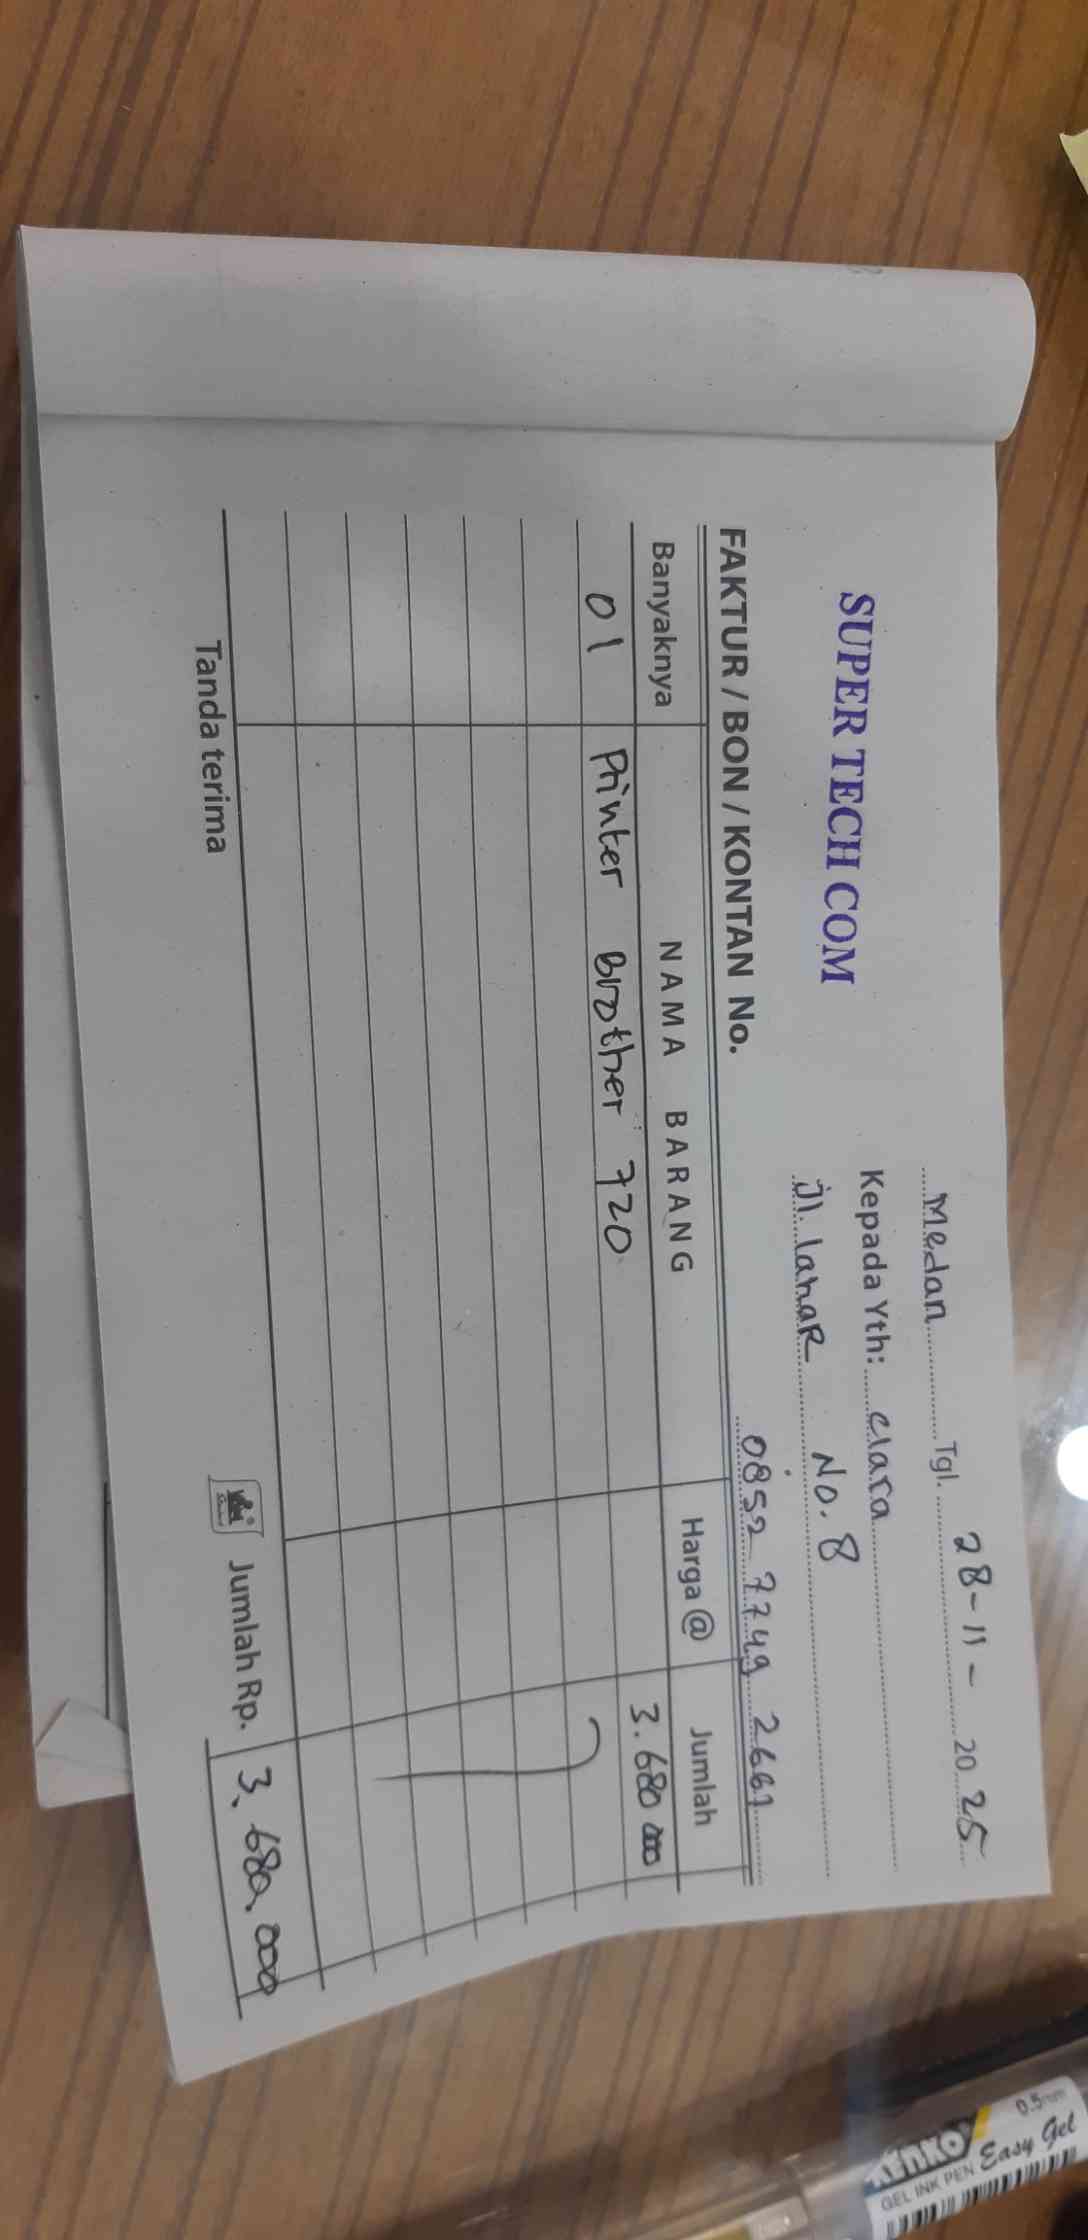 SUPER TECH COM
Medan Tgl. 28-11- 2025
Kepada Yth: Clara
Jl. Lahar No. 8
0852 7749 2661
FAKTUR / BON / KONTAN No.
Banyaknya NAMA BARANG Harga @ Jumlah
01 Printer Brother 720 3.680 000
Tanda terima Jumlah Rp. 3.680.000
KENKO
Easy Gel
0.5mm
GEL INK PEN